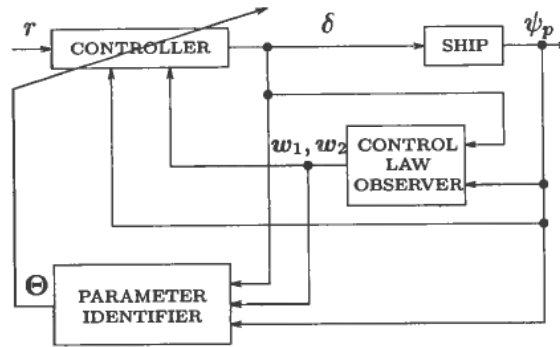 r
CONTROLLER
δ
SHIP
ψp
w1, w2
CONTROL
LAW
OBSERVER
Θ
PARAMETER
IDENTIFIER